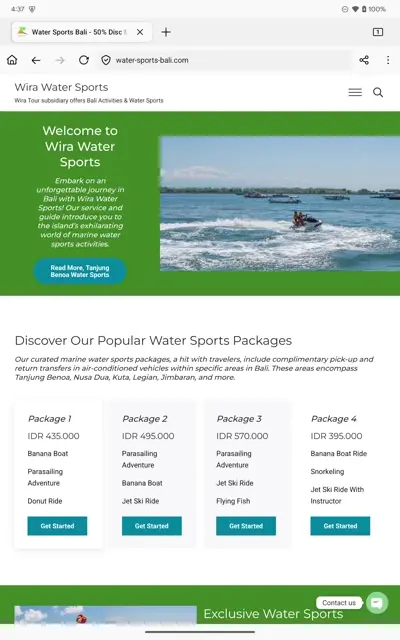 4:37
100%
Water Sports Bali - 50% Disc
1
water-sports-bali.com
Wira Water Sports
Wira Tour subsidiary offers Bali Activities & Water Sports
Welcome to
Wira Water
Sports
Embark on an
unforgettable journey in
Bali with Wira Water
Sports! Our service and
guide introduce you to
the island's exhilarating
world of marine water
sports activities.
Read More, Tanjung
Benoa Water Sports
Discover Our Popular Water Sports Packages
Our curated marine water sports packages, a hit with travelers, include complimentary pick-up and
return transfers in air-conditioned vehicles within specific areas in Bali. These areas encompass
Tanjung Benoa, Nusa Dua, Kuta, Legian, Jimbaran, and more.
Package 1
IDR 435.000
Banana Boat
Parasailing
Adventure
Donut Ride
Get Started
Package 2
IDR 495.000
Parasailing
Adventure
Banana Boat
Jet Ski Ride
Get Started
Package 3
IDR 570.000
Parasailing
Adventure
Jet Ski Ride
Flying Fish
Get Started
Package 4
IDR 395.000
Banana Boat Ride
Snorkeling
Jet Ski Ride With
Instructor
Get Started
Contact us
Exclusive Water Sports